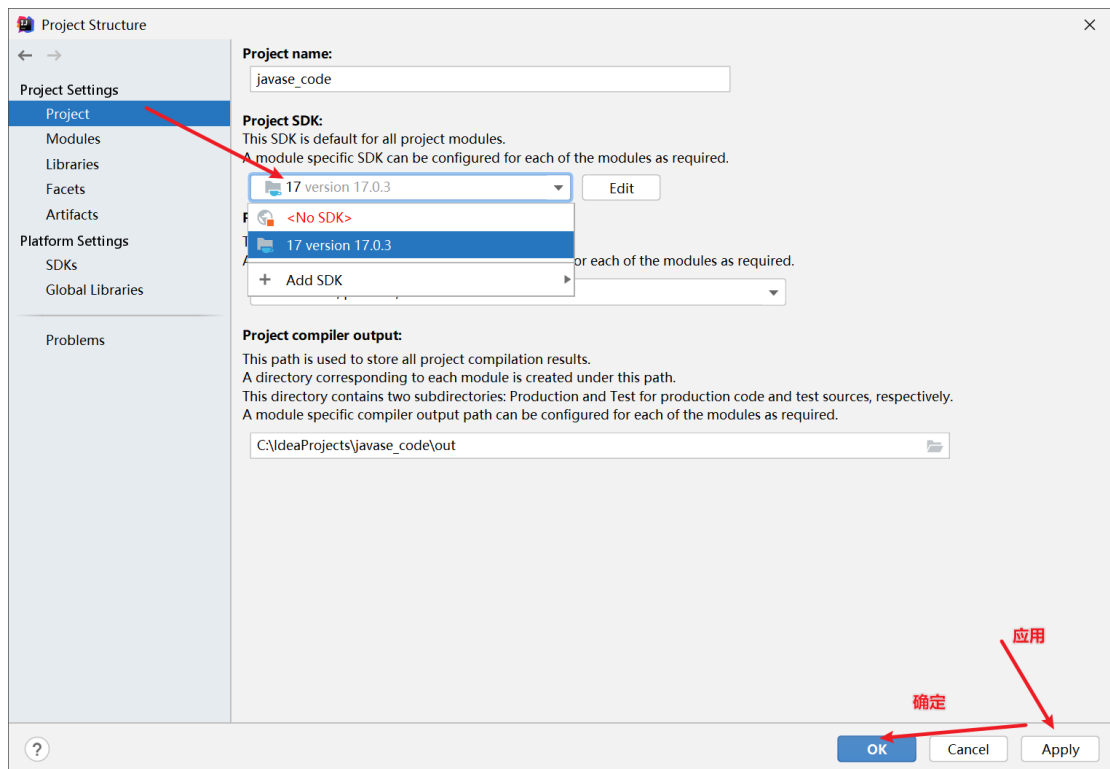 Project Structure
Project name:
Project Settings
javase_code
Project
Project SDK:
This SDK is default for all project modules.
Modules
A module specific SDK can be configured for each of the modules as required.
Libraries
17 version 17.0.3
Edit
Facets
Artifacts
<No SDK>
Platform Settings
17 version 17.0.3
SDKs
or each of the modules as required.
Add SDK
Global Libraries
Problems
Project compiler output:
This path is used to store all project compilation results.
A directory corresponding to each module is created under this path.
This directory contains two subdirectories: Production and Test for production code and test sources, respectively.
A module specific compiler output path can be configured for each of the modules as required.
C:\IdeaProjects\javase_code\out
应用
确定
?
OK
Cancel
Apply